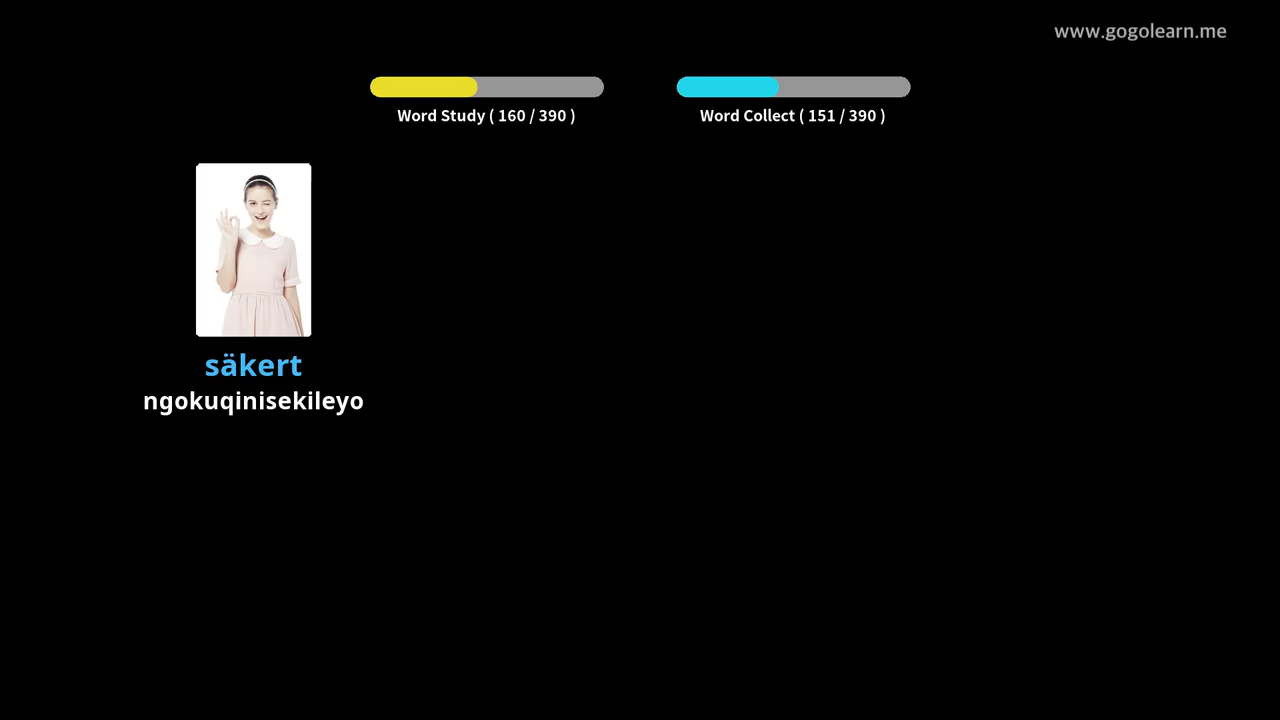 www.gogolearn.me
Word Study ( 160 / 390 )
Word Collect ( 151 / 390 )
säkert
ngokuqinisekileyo